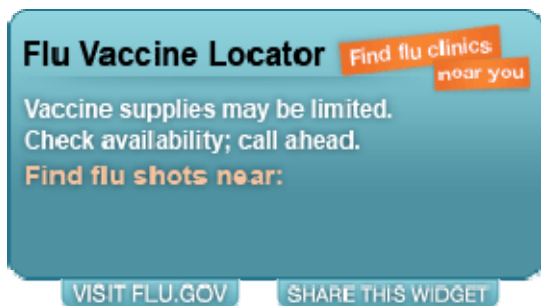 Flu Vaccine Locator
Find flu clinics
near you
Vaccine supplies may be limited.
Check availability; call ahead.
Find flu shots near:
VISIT FLU.GOV
SHARE THIS WIDGET